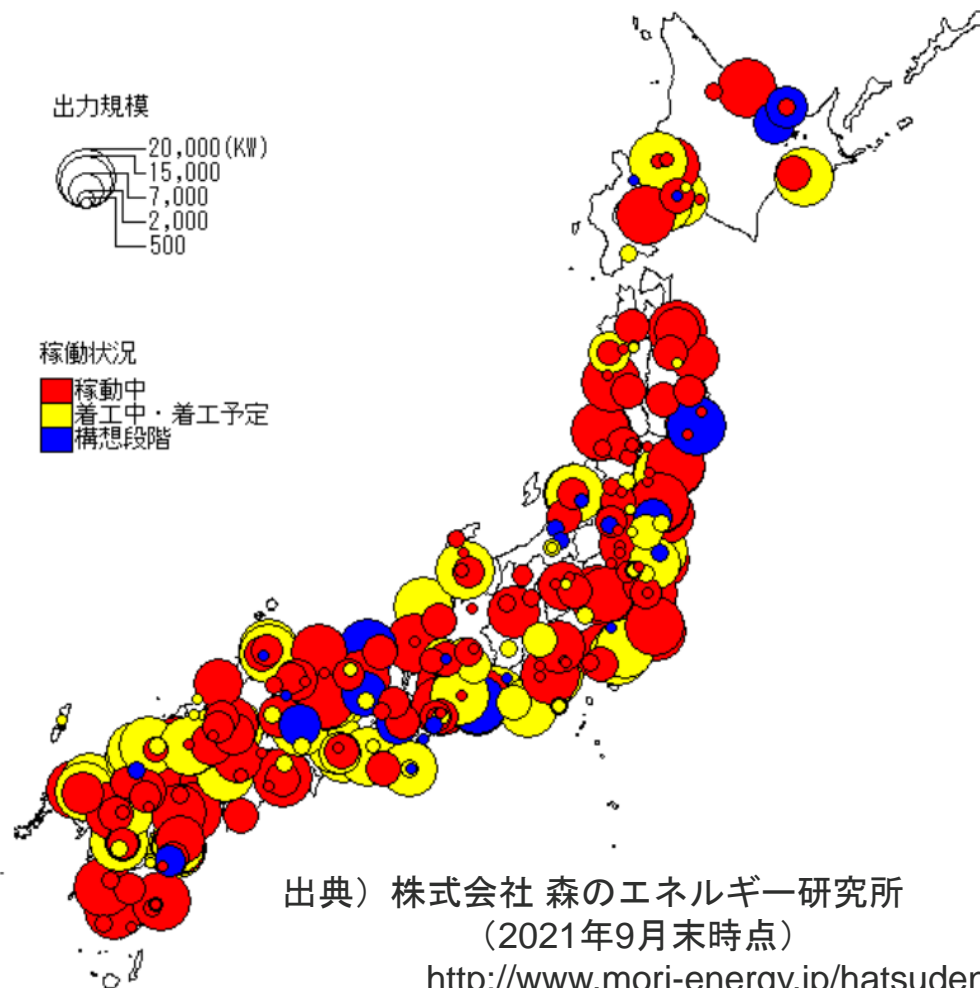 出力規模
20,000(KW)
15,000
7,000
2,000
500
稼働状況
稼動中
着工中・着工予定
構想段階
出典）株式会社 森のエネルギー研究所
（2021年9月末時点）
http://www.mori-energy.jp/hatsuden